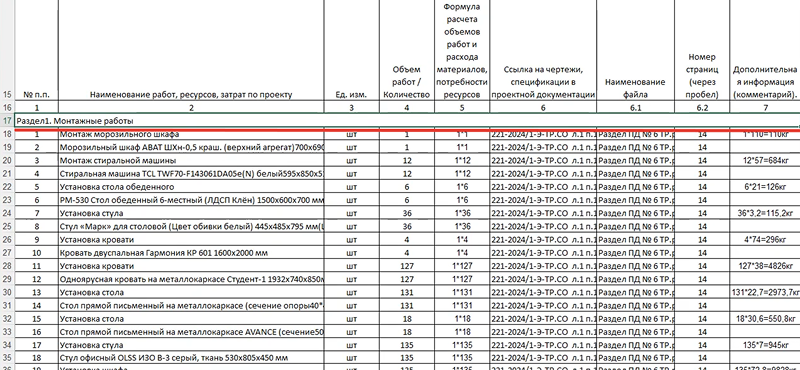 № п.п. Наименование работ, ресурсов, затрат по проекту Ед. изм. Объем работ / Количество Формула расчета объемов работ и расхода материалов, потребности ресурсов Ссылка на чертежи, спецификации в проектной документации Наименование файла Номер страниц (через пробел) Дополнительная информация (комментарий).
15
16 1 2 3 4 5 6 6.1 6.2 7
17 Раздел1. Монтажные работы
18 1 Монтаж морозильного шкафа шт 1 1*1 221-2024/1-Э-ТР.СО л.1 п.1 Раздел ПД № 6 ТР.р 14 1*110=110кг
19 2 Морозильный шкаф АВАТ ШХн-0,5 краш. (верхний агрегат)700х690 шт 1 1*1 221-2024/1-Э-ТР.СО л.1 п.1 Раздел ПД № 6 ТР.р 14
20 3 Монтаж стиральной машины шт 12 1*12 221-2024/1-Э-ТР.СО л.1 п.1 Раздел ПД № 6 ТР.р 14 12*57=684кг
21 4 Стиральная машина TCL TWF70-F143061DA05e(N) белый595х850х5 шт 12 1*12 221-2024/1-Э-ТР.СО л.1 п.1 Раздел ПД № 6 ТР.р 14
22 5 Установка стола обеденного шт 6 1*6 221-2024/1-Э-ТР.СО л.1 п.1 Раздел ПД № 6 ТР.р 14 6*21=126кг
23 6 РМ-530 Стол обеденный 6-местный (ЛДСП Клён) 1500х600х700 мм шт 6 1*6 221-2024/1-Э-ТР.СО л.1 п.1 Раздел ПД № 6 ТР.р 14
24 7 Установка стула шт 36 1*36 221-2024/1-Э-ТР.СО л.1 п.1 Раздел ПД № 6 ТР.р 14 36*3,2=115,2кг
25 8 Стул «Марк» для столовой (Цвет обивки белый) 445х485х795 мм шт 36 1*36 221-2024/1-Э-ТР.СО л.1 п.1 Раздел ПД № 6 ТР.р 14
26 9 Установка кровати шт 4 1*4 221-2024/1-Э-ТР.СО л.1 п.1 Раздел ПД № 6 ТР.р 14 4*74=296кг
27 10 Кровать двуспальная Гармония КР 601 1600х2000 мм шт 4 1*4 221-2024/1-Э-ТР.СО л.1 п.1 Раздел ПД № 6 ТР.р 14
28 11 Установка кровати шт 127 1*127 221-2024/1-Э-ТР.СО л.1 п.1 Раздел ПД № 6 ТР.р 14 127*38=4826кг
29 12 Одноярусная кровать на металлокаркасе Студент-1 1932х740х850 шт 127 1*127 221-2024/1-Э-ТР.СО л.1 п.1 Раздел ПД № 6 ТР.р 14
30 13 Установка стола шт 131 1*131 221-2024/1-Э-ТР.СО л.1 п.1 Раздел ПД № 6 ТР.р 14 131*22,7=2973,7кг
31 14 Стол прямой письменный на металлокаркасе (сечение опоры40* шт 131 1*131 221-2024/1-Э-ТР.СО л.1 п.1 Раздел ПД № 6 ТР.р 14
32 15 Установка стола шт 18 1*18 221-2024/1-Э-ТР.СО л.1 п.1 Раздел ПД № 6 ТР.р 14 18*30,6=550,8кг
33 16 Стол прямой письменный на металлокаркасе AVANCE (сечение50 шт 18 1*18 221-2024/1-Э-ТР.СО л.1 п.1 Раздел ПД № 6 ТР.р 14
34 17 Установка стула шт 135 1*135 221-2024/1-Э-ТР.СО л.1 п.1 Раздел ПД № 6 ТР.р 14 135*7=945кг
35 18 Стул офисный OLSS ИЗО В-3 серый, ткань 530х805х450 мм шт 135 1*135 221-2024/1-Э-ТР.СО л.1 п.1 Раздел ПД № 6 ТР.р 14